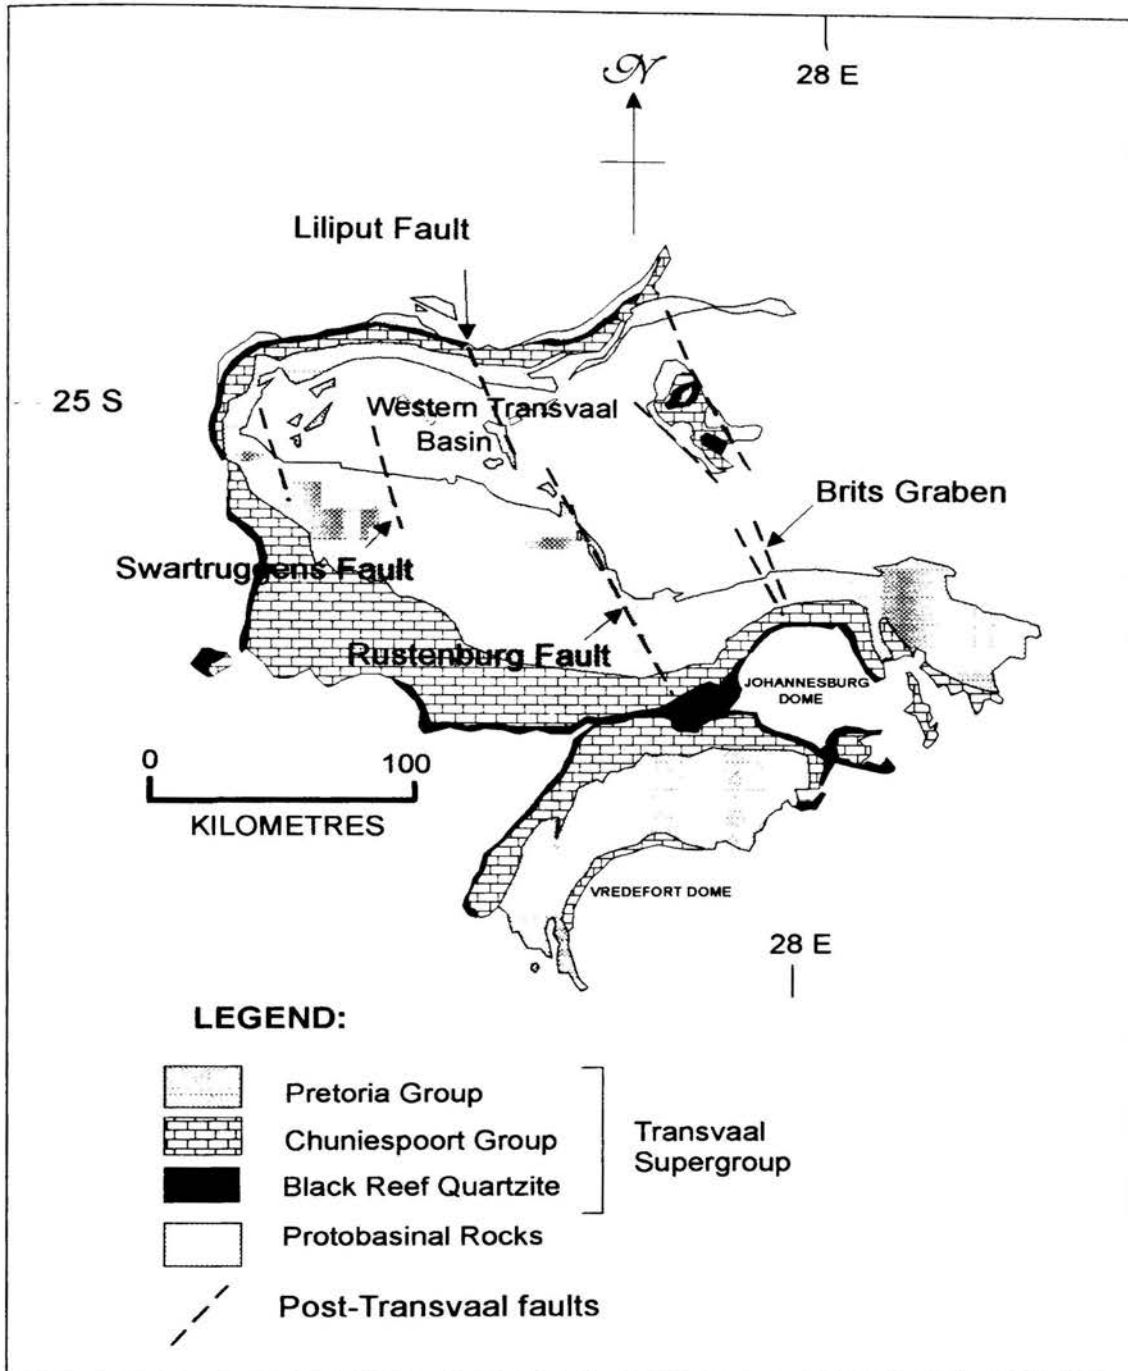 28 E
N
Liliput Fault
25 S
Western Transvaal
Basin
Brits Graben
Swartruggens Fault
Rustenburg Fault
JOHANNESBURG
DOME
0 100
KILOMETRES
VREDEFORT DOME
28 E
LEGEND:
Pretoria Group
Chuniespoort Group
Black Reef Quartzite
Transvaal
Supergroup
Protobasinal Rocks
Post-Transvaal faults